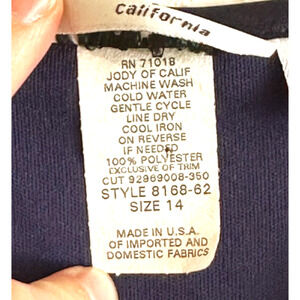 California
RN 71018
JODY OF CALIF
MACHINE WASH
COLD WATER
GENTLE CYCLE
LINE DRY
COOL IRON
ON REVERSE
IF NEEDED
100% POLYESTER
EXCLUSIVE OF TRIM
CUT 92969008-350
STYLE 8168-62
SIZE 14
MADE IN U.S.A.
OF IMPORTED AND
DOMESTIC FABRICS